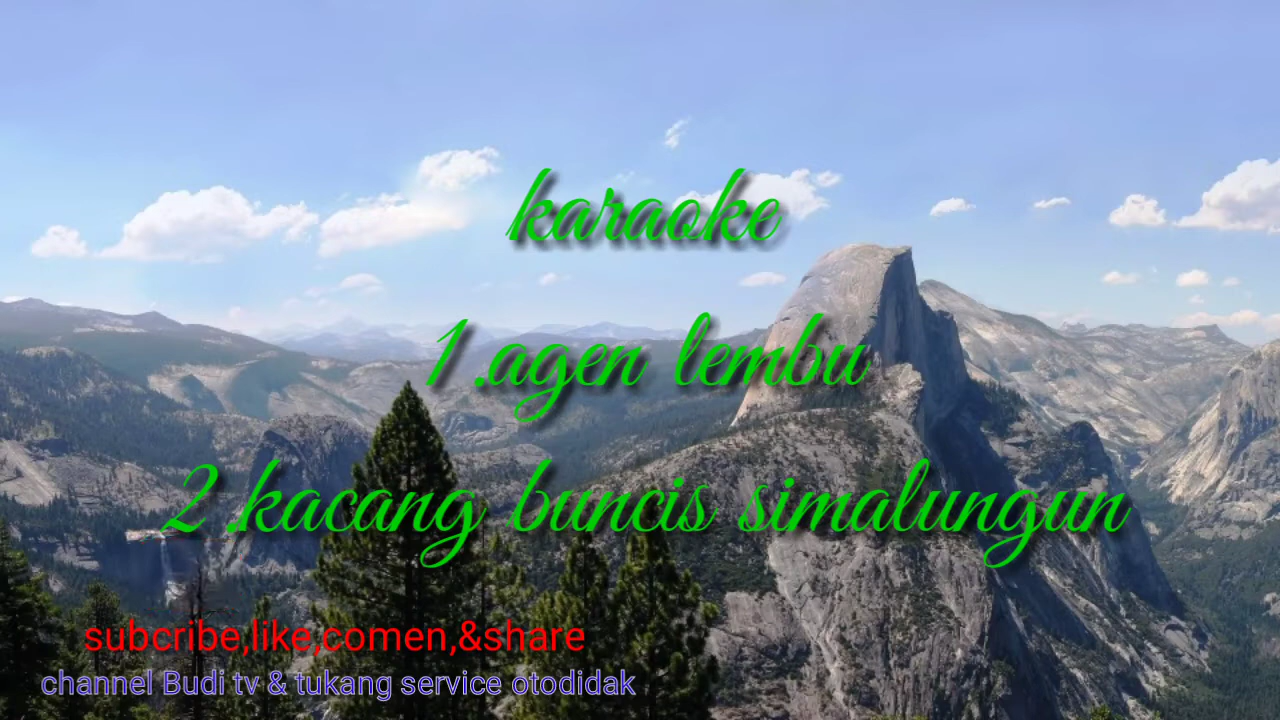 karaoke
1.agen lembu
2.kacang buncis simalungun
subcribe,like,comen,&share
channel Budi tv & tukang service otodidak